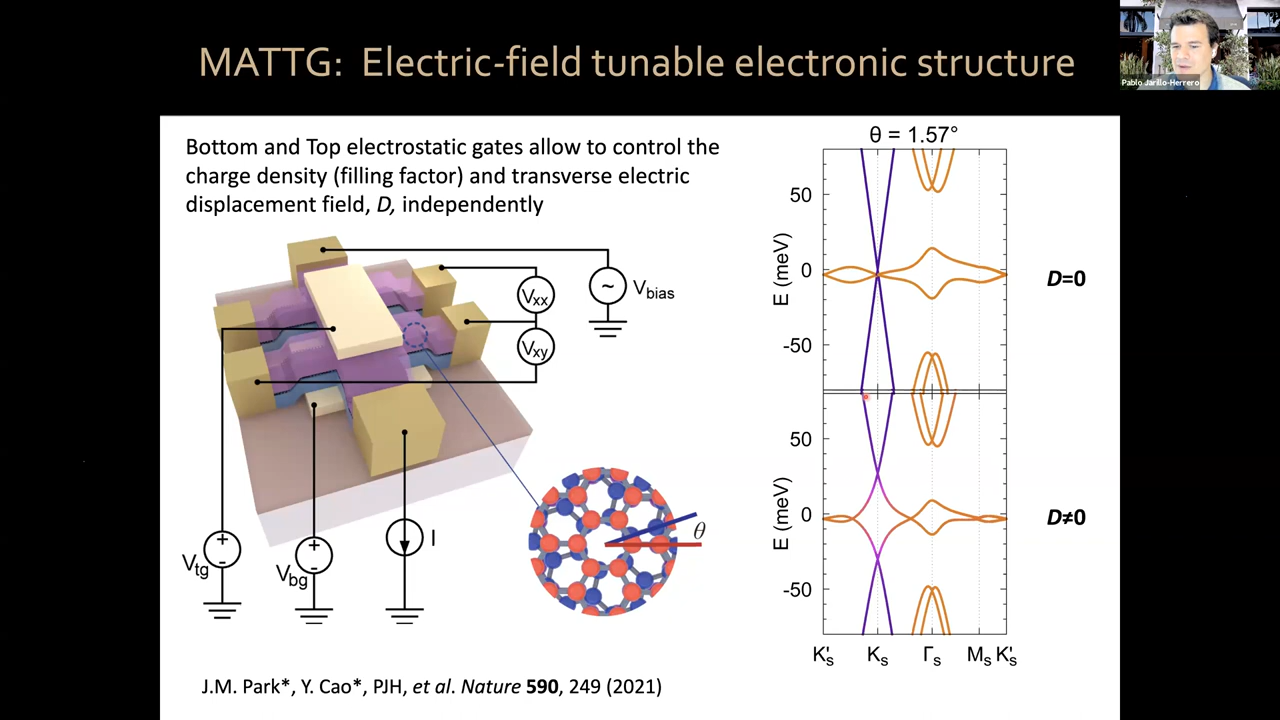 MATTG: Electric-field tunable electronic structure
Pablo Jarillo-Herrero
Bottom and Top electrostatic gates allow to control the
charge density (filling factor) and transverse electric
displacement field, D, independently
θ = 1.57°
50
0
-50
E (meV)
D=0
50
0
-50
E (meV)
D≠0
K's Ks Γs Ms K's
Vxx
Vxy
~
Vbias
+
-
Vtg
+
-
Vbg
I
θ
J.M. Park*, Y. Cao*, PJH, et al. Nature 590, 249 (2021)